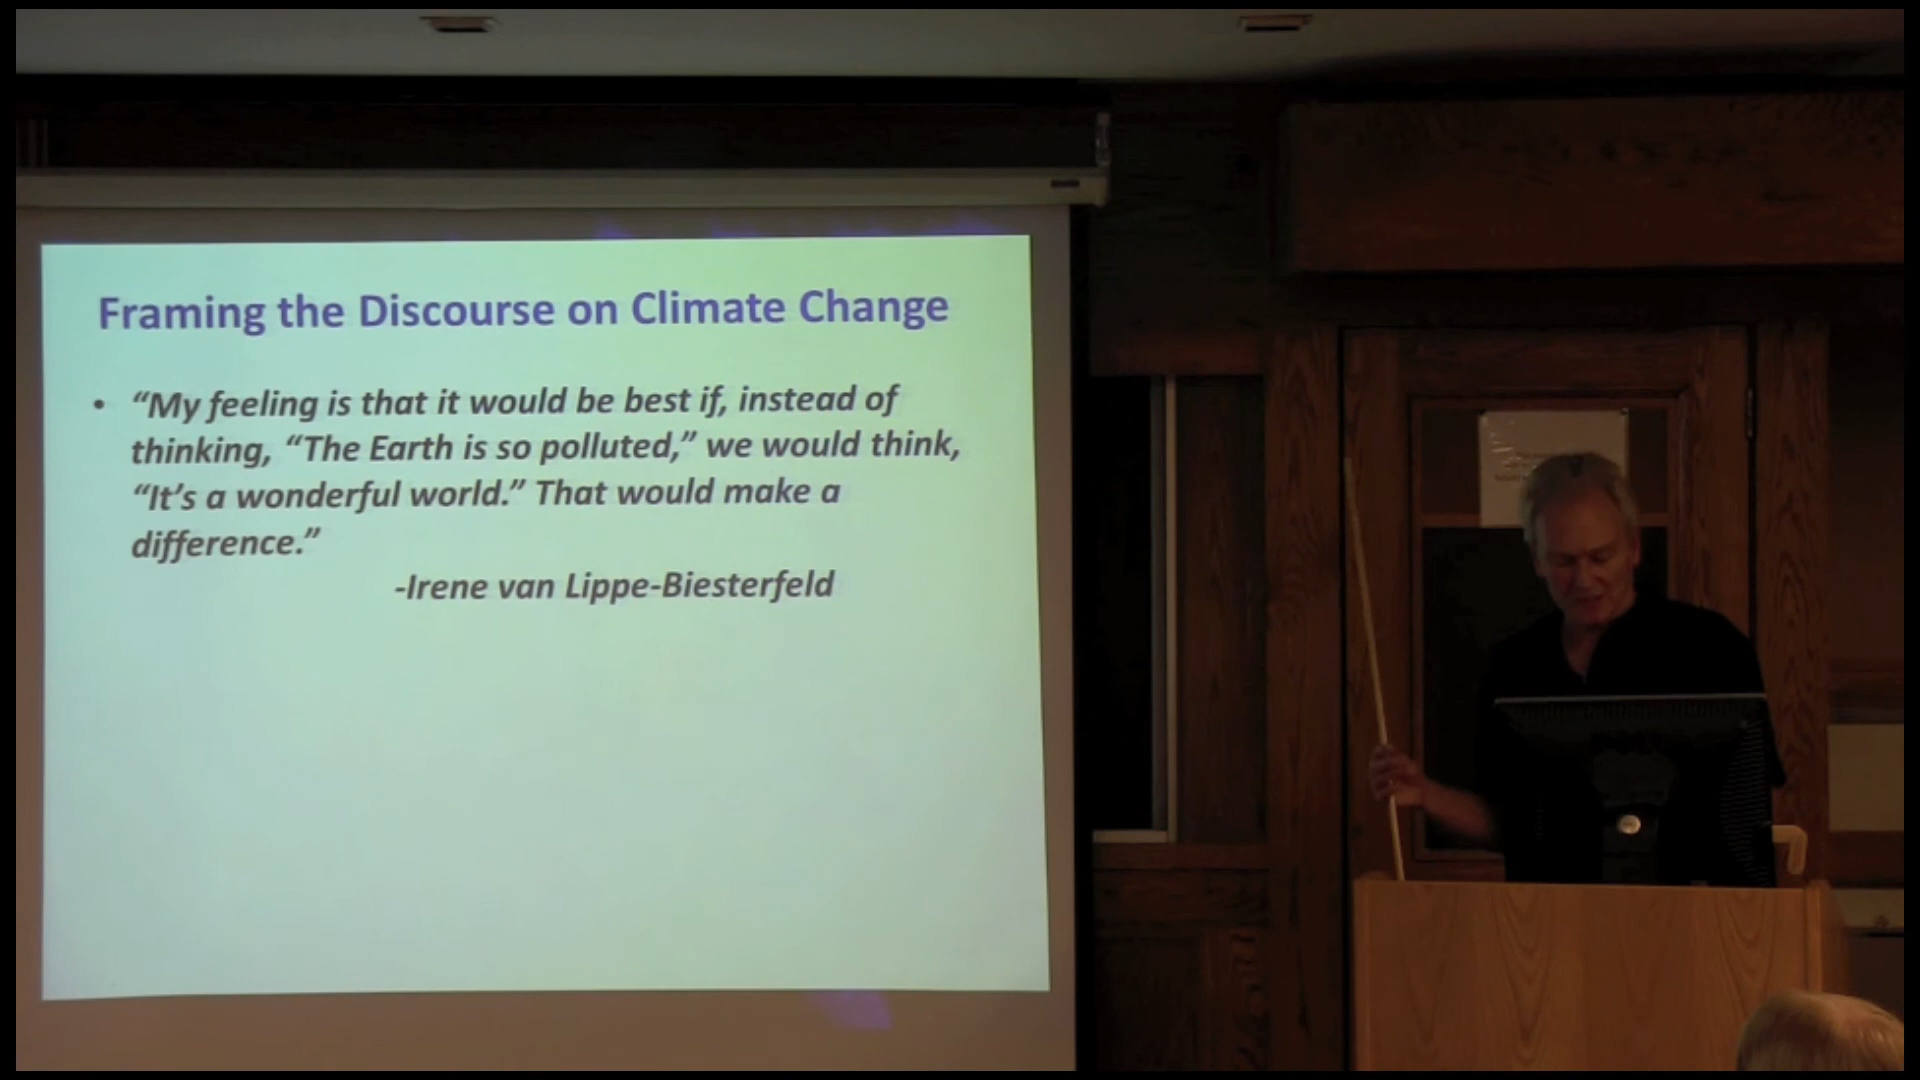 Framing the Discourse on Climate Change
• “My feeling is that it would be best if, instead of
thinking, “The Earth is so polluted,” we would think,
“It’s a wonderful world.” That would make a
difference.”
-Irene van Lippe-Biesterfeld